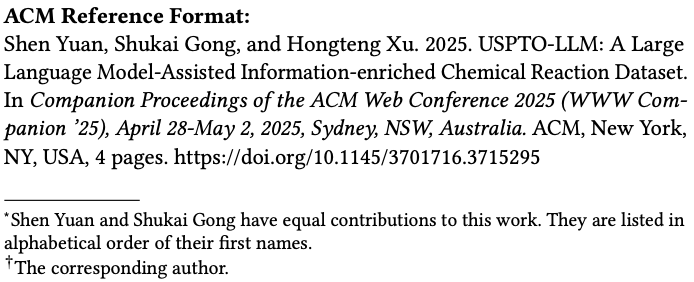 ACM Reference Format:
Shen Yuan, Shukai Gong, and Hongteng Xu. 2025. USPTO-LLM: A Large
Language Model-Assisted Information-enriched Chemical Reaction Dataset.
In Companion Proceedings of the ACM Web Conference 2025 (WWW Com-
panion ’25), April 28-May 2, 2025, Sydney, NSW, Australia. ACM, New York,
NY, USA, 4 pages. https://doi.org/10.1145/3701716.3715295
*Shen Yuan and Shukai Gong have equal contributions to this work. They are listed in
alphabetical order of their first names.
†The corresponding author.